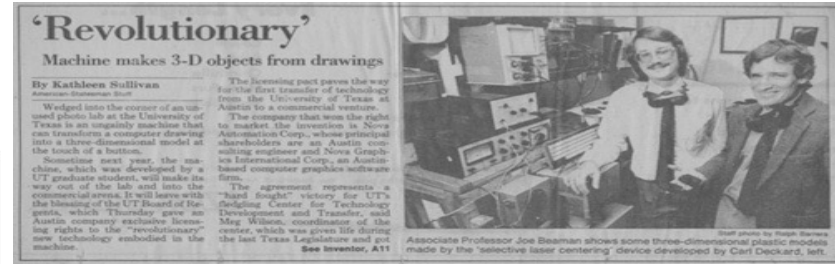 'Revolutionary'
Machine makes 3-D objects from drawings
By Kathleen Sullivan
American-Statesman Staff
Wedged into the corner of an un-
used photo lab at the University of
Texas is an ungainly machine that
can transform a computer drawing
into a three-dimensional model at
the touch of a button.
Sometime next year, the ma-
chine, which was developed by a
UT graduate student, will make its
way out of the lab and into the
commercial arena. It will leave with
the blessing of the UT Board of Re-
gents, which Thursday gave an
Austin company exclusive licens-
ing rights to the "revolutionary"
new technology embodied in the
machine.
The licensing pact paves the way
for the first transfer of technology
from the University of Texas at
Austin to a commercial venture.
The company that won the right
to market the invention is Nova
Automation Corp., whose principal
shareholders are an Austin con-
sulting engineer and Nova Graph-
ics International Corp., an Austin-
based computer graphics software
firm.
The agreement represents a
"hard fought" victory for UT's
fledgling Center for Technology
Development and Transfer, said
Meg Wilson, coordinator of the
center, which was given life during
the last Texas Legislature and got
See Inventor, A11
Staff photo by Ralph Barrera
Associate Professor Joe Beaman shows some three-dimensional plastic models
made by the 'selective laser centering' device developed by Carl Deckard, left.